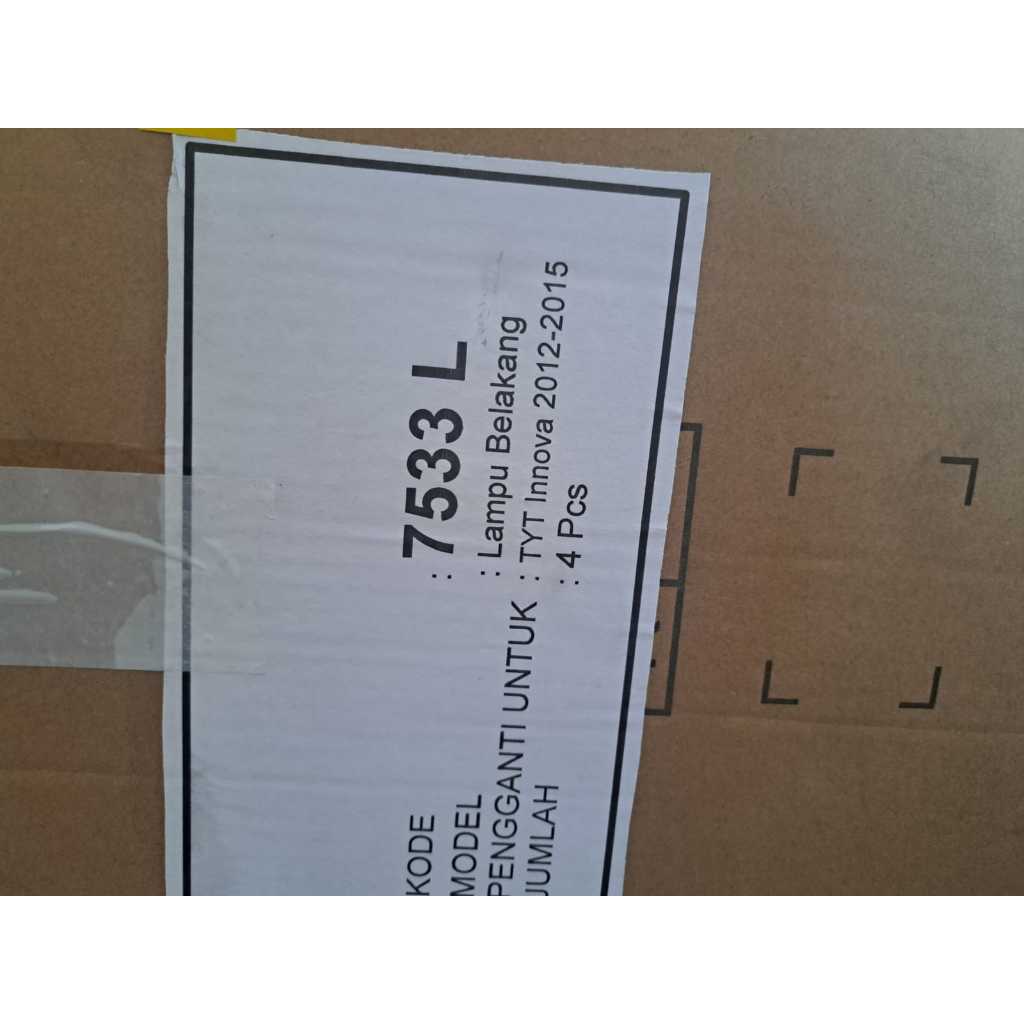 KODE : 7533 L
MODEL : Lampu Belakang
PENGGANTI UNTUK : TYT Innova 2012-2015
JUMLAH : 4 Pcs